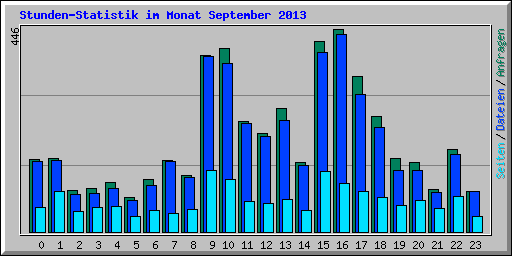 Stunden-Statistik im Monat September 2013
446
Seiten / Dateien / Anfragen
0 1 2 3 4 5 6 7 8 9 10 11 12 13 14 15 16 17 18 19 20 21 22 23